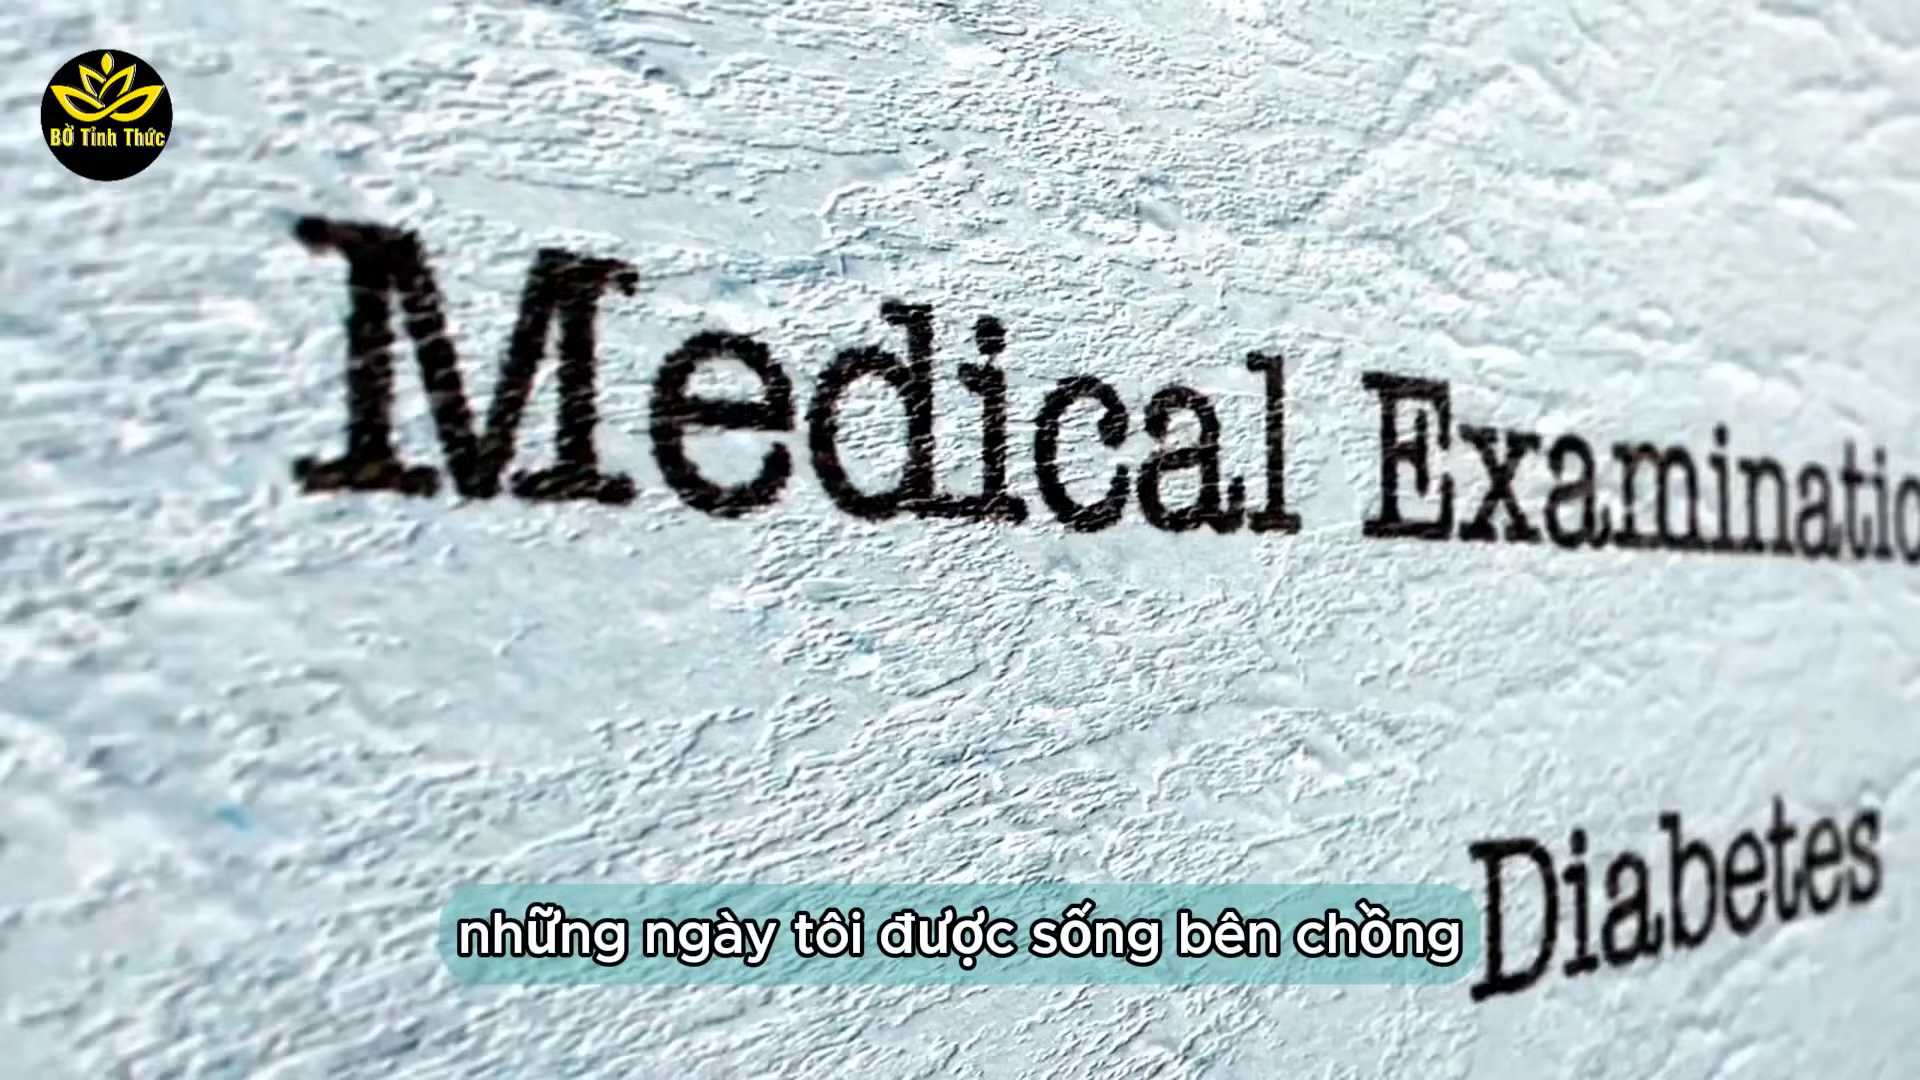 BỜ Tỉnh Thức
Medical Examinatio
Diabetes
những ngày tôi được sống bên chồng